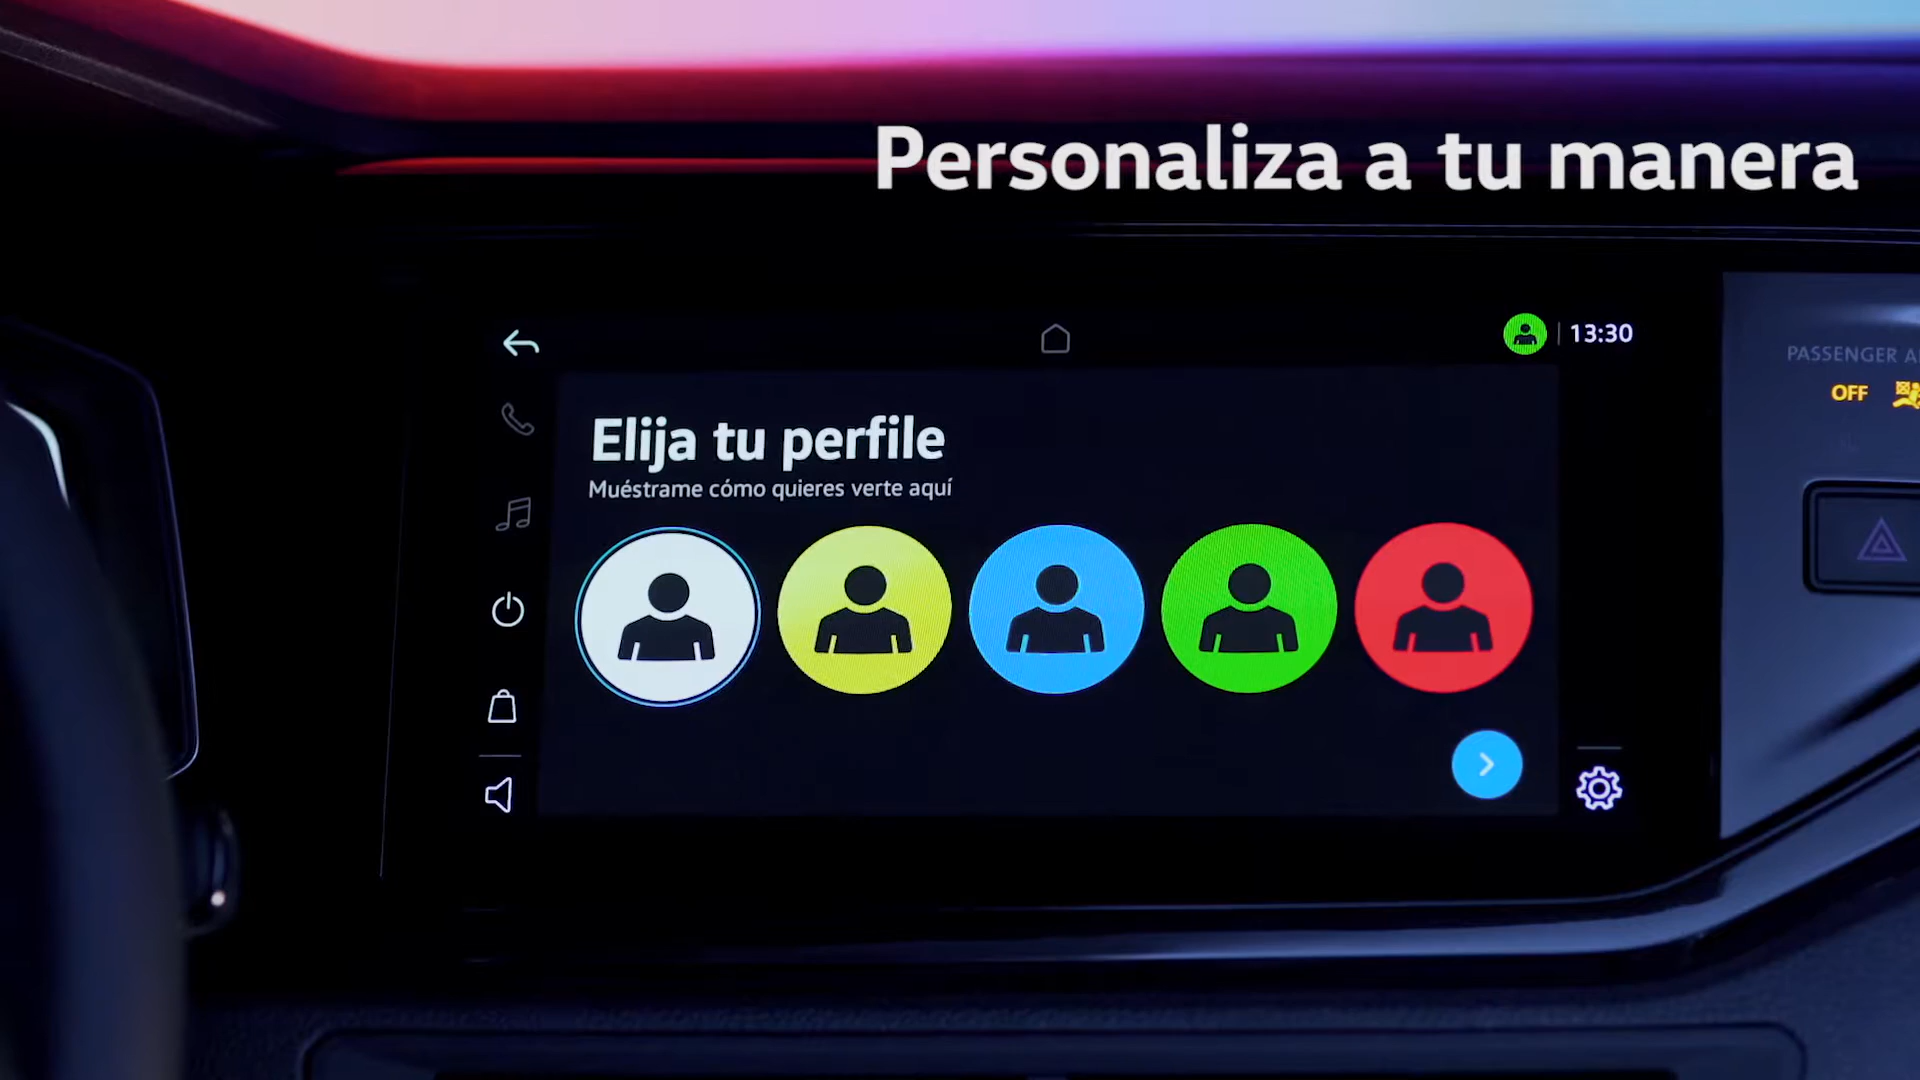 Personaliza a tu manera
13:30
PASSENGER A
OFF
Elija tu perfile
Muéstrame cómo quieres verte aquí